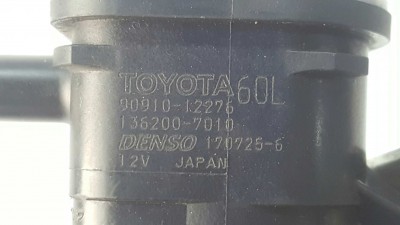 TOYOTA 60L
90910-12276
136200-7010
DENSO 170725-6
12V JAPAN